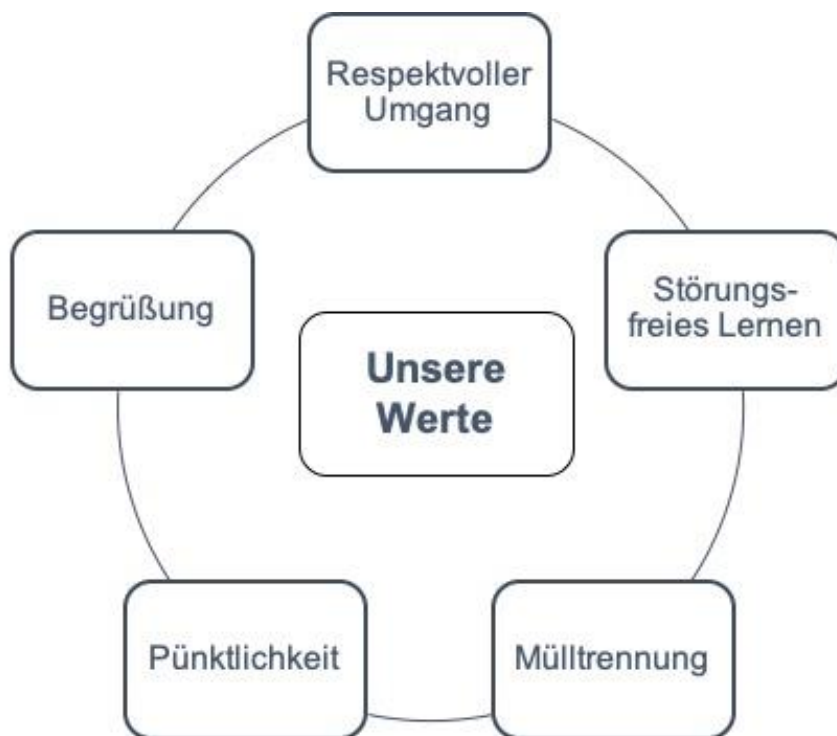 Respektvoller
Umgang
Störungs-
freies Lernen
Mülltrennung
Pünktlichkeit
Begrüßung
Unsere
Werte